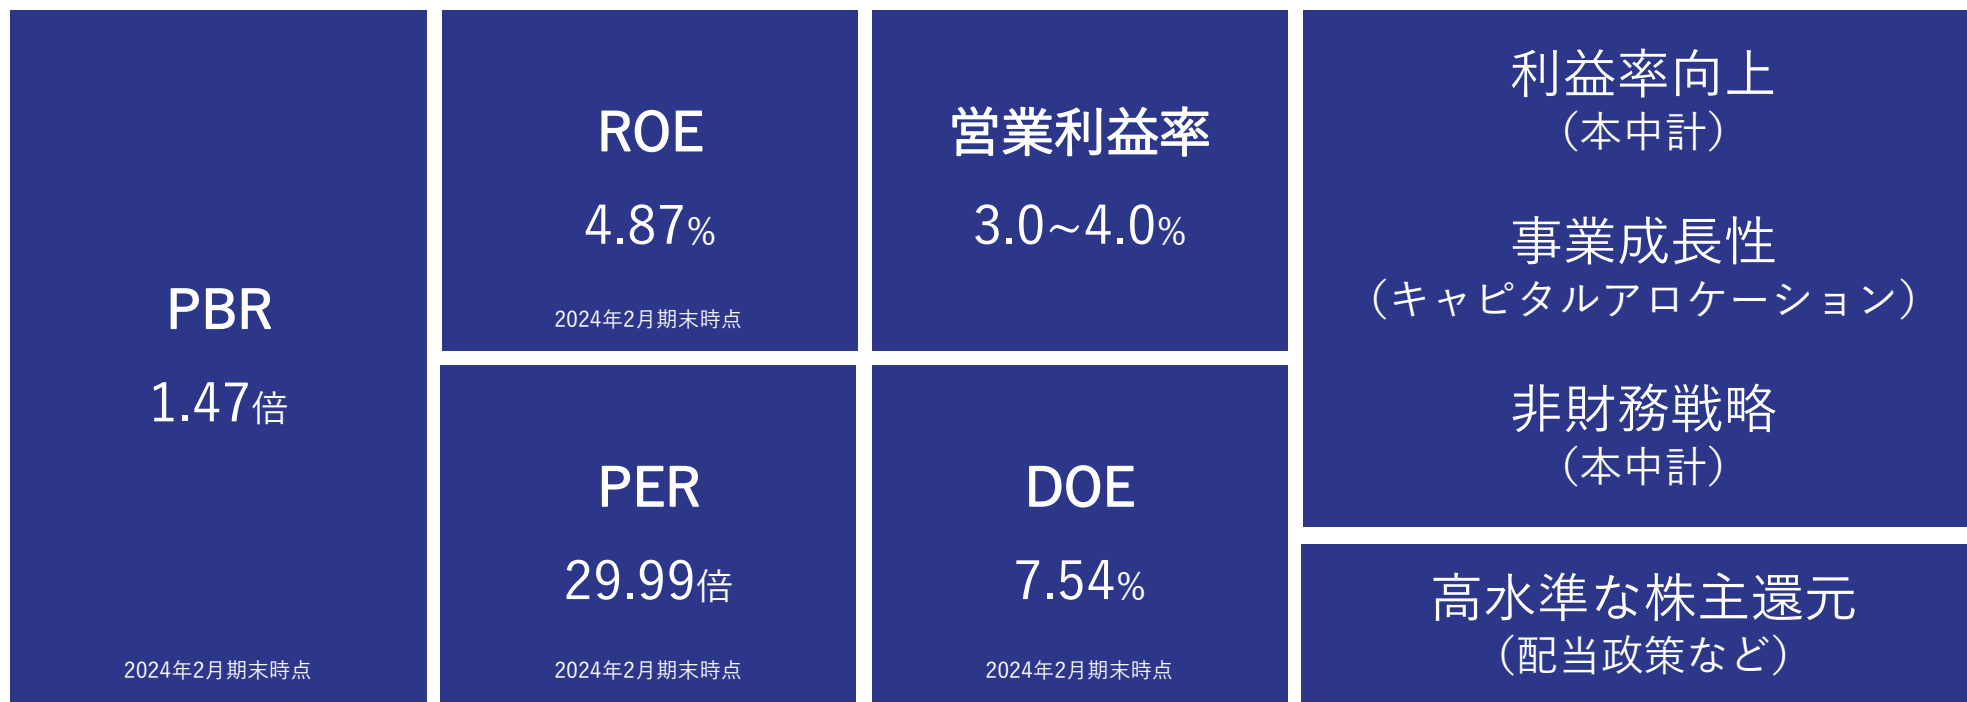 PBR
1.47倍
2024年2月期末時点
ROE
4.87%
2024年2月期末時点
PER
29.99倍
2024年2月期末時点
営業利益率
3.0~4.0%
DOE
7.54%
2024年2月期末時点
利益率向上
（本中計）
事業成長性
（キャピタルアロケーション）
非財務戦略
（本中計）
高水準な株主還元
（配当政策など）